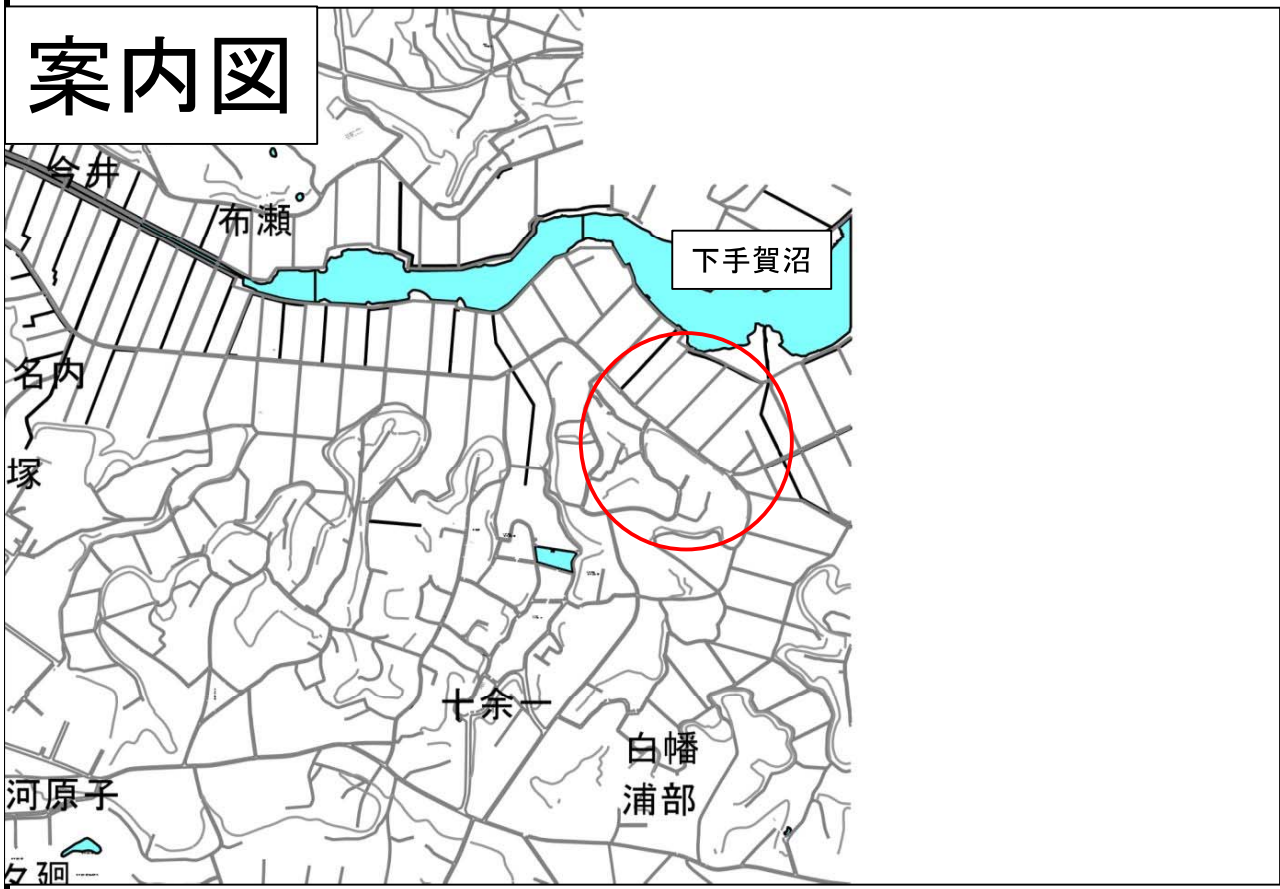 案内図
今井
布瀬
下手賀沼
名内
塚
十余一
白幡
浦部
河原子